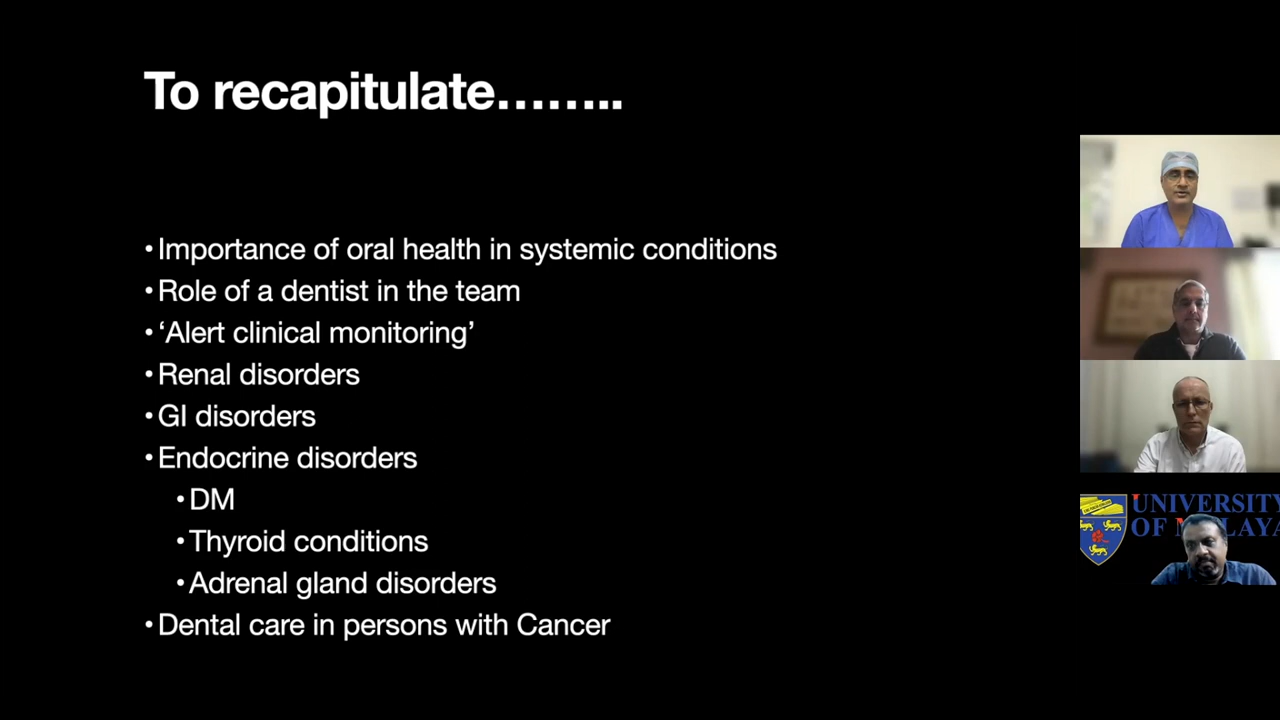 To recapitulate……..
•Importance of oral health in systemic conditions
•Role of a dentist in the team
•‘Alert clinical monitoring’
•Renal disorders
•GI disorders
•Endocrine disorders
•DM
•Thyroid conditions
•Adrenal gland disorders
•Dental care in persons with Cancer
UNIVERSITY
OF